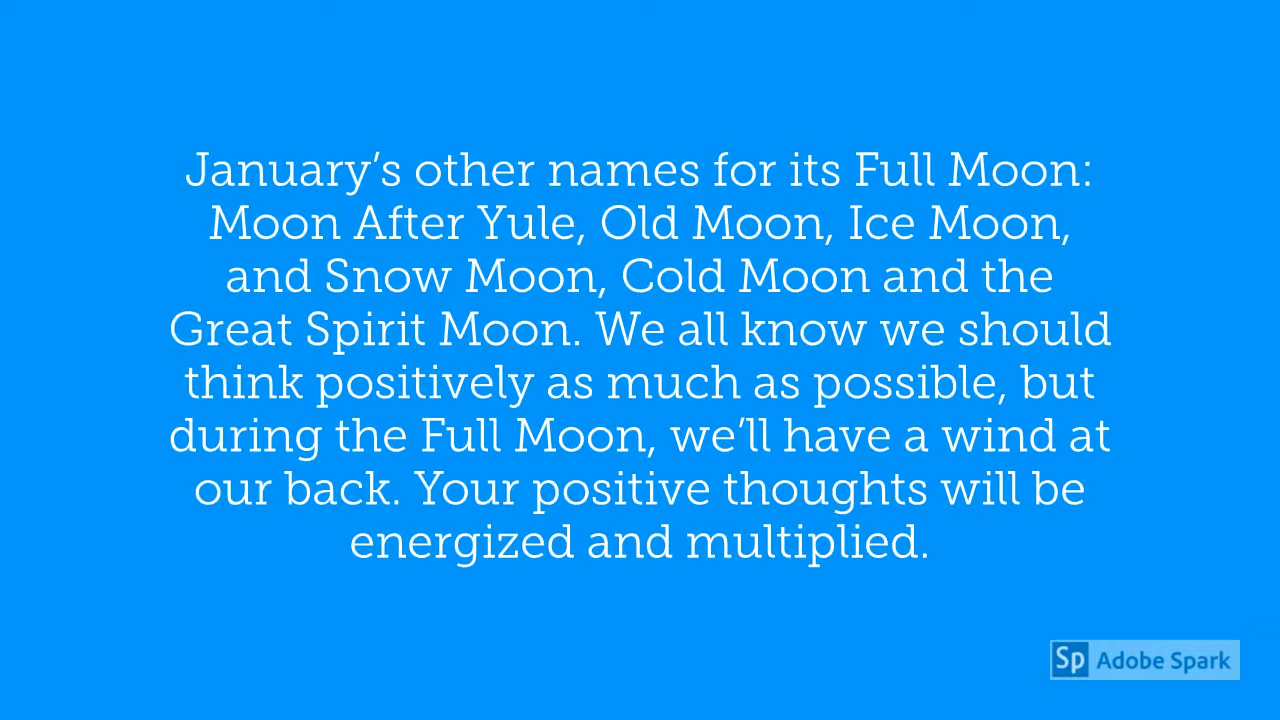 January’s other names for its Full Moon:
Moon After Yule, Old Moon, Ice Moon,
and Snow Moon, Cold Moon and the
Great Spirit Moon. We all know we should
think positively as much as possible, but
during the Full Moon, we’ll have a wind at
our back. Your positive thoughts will be
energized and multiplied.
Sp Adobe Spark